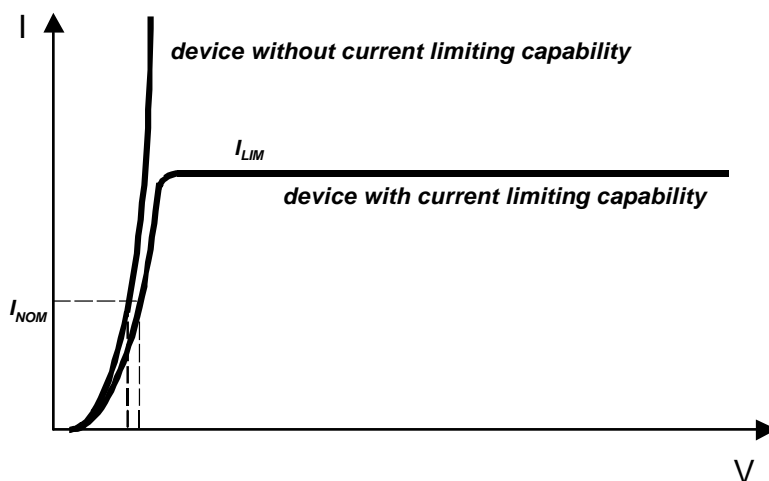 I
device without current limiting capability
I_LIM
device with current limiting capability
I_NOM
V